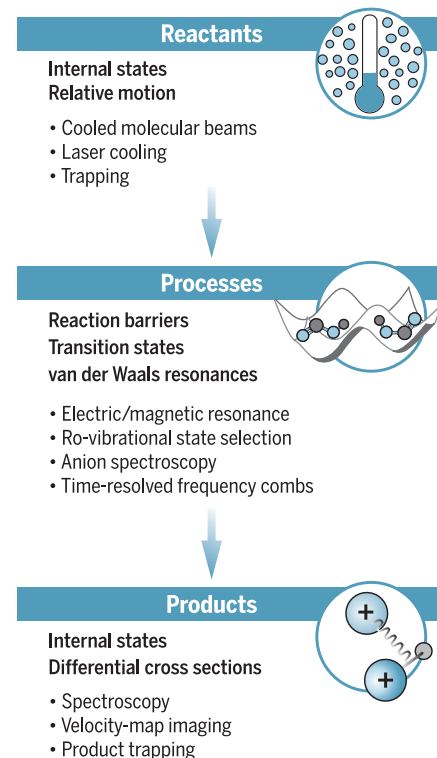 Reactants
Internal states
Relative motion
• Cooled molecular beams
• Laser cooling
• Trapping
Processes
Reaction barriers
Transition states
van der Waals resonances
• Electric/magnetic resonance
• Ro-vibrational state selection
• Anion spectroscopy
• Time-resolved frequency combs
Products
+
+
Internal states
Differential cross sections
• Spectroscopy
• Velocity-map imaging
• Product trapping